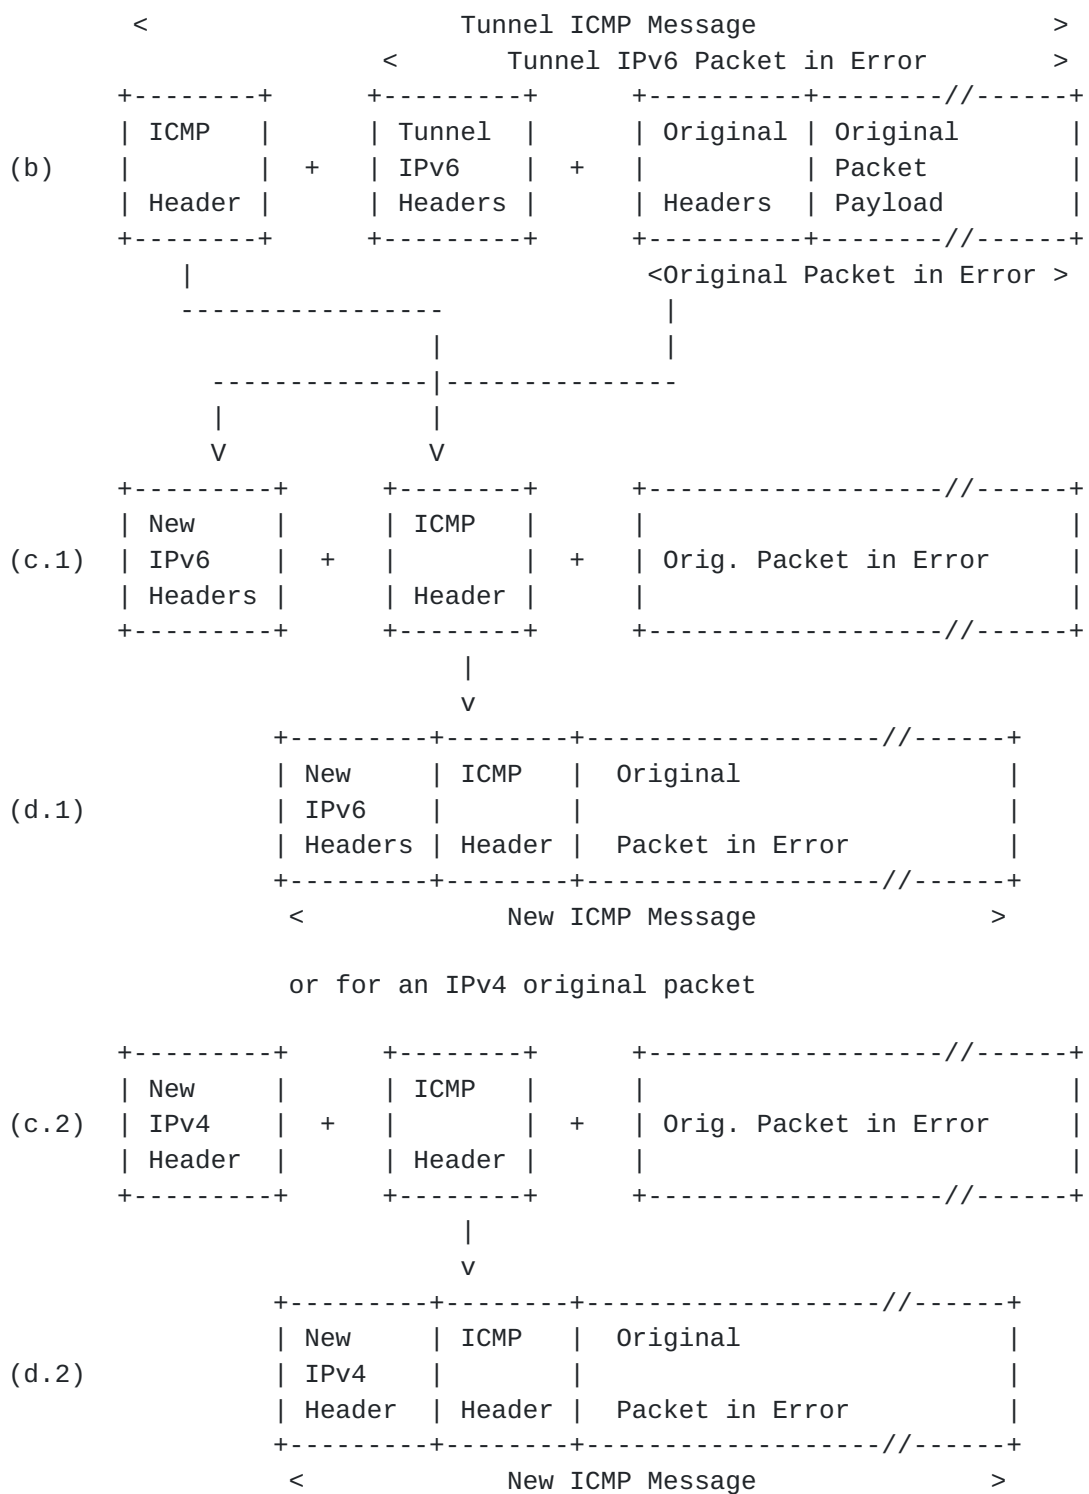 <                    Tunnel ICMP Message                   >
                        <       Tunnel IPv6 Packet in Error        >
       +--------+      +---------+      +----------+--------//------+
       | ICMP   |      | Tunnel  |      | Original | Original       |
(b)    |        |  +   | IPv6    |  +   |          | Packet         |
       | Header |      | Headers |      | Headers  | Payload        |
       +--------+      +---------+      +----------+--------//------+
           |                             <Original Packet in Error >
           -----------------              |
                           |              |
             --------------|---------------
             |             |
             V             V
       +---------+      +--------+      +-------------------//------+
       | New     |      | ICMP   |      |                           |
(c.1)  | IPv6    |  +   |        |  +   | Orig. Packet in Error     |
       | Headers |      | Header |      |                           |
       +---------+      +--------+      +-------------------//------+
                             |
                             v
                 +---------+--------+-------------------//------+
                 | New     | ICMP   |  Original                 |
(d.1)            | IPv6    |        |                           |
                 | Headers | Header |  Packet in Error          |
                 +---------+--------+-------------------//------+
                  <             New ICMP Message               >

                  or for an IPv4 original packet

       +---------+      +--------+      +-------------------//------+
       | New     |      | ICMP   |      |                           |
(c.2)  | IPv4    |  +   |        |  +   | Orig. Packet in Error     |
       | Header  |      | Header |      |                           |
       +---------+      +--------+      +-------------------//------+
                             |
                             v
                 +---------+--------+-------------------//------+
                 | New     | ICMP   |  Original                 |
(d.2)            | IPv4    |        |                           |
                 | Header  | Header |  Packet in Error          |
                 +---------+--------+-------------------//------+
                  <             New ICMP Message               >